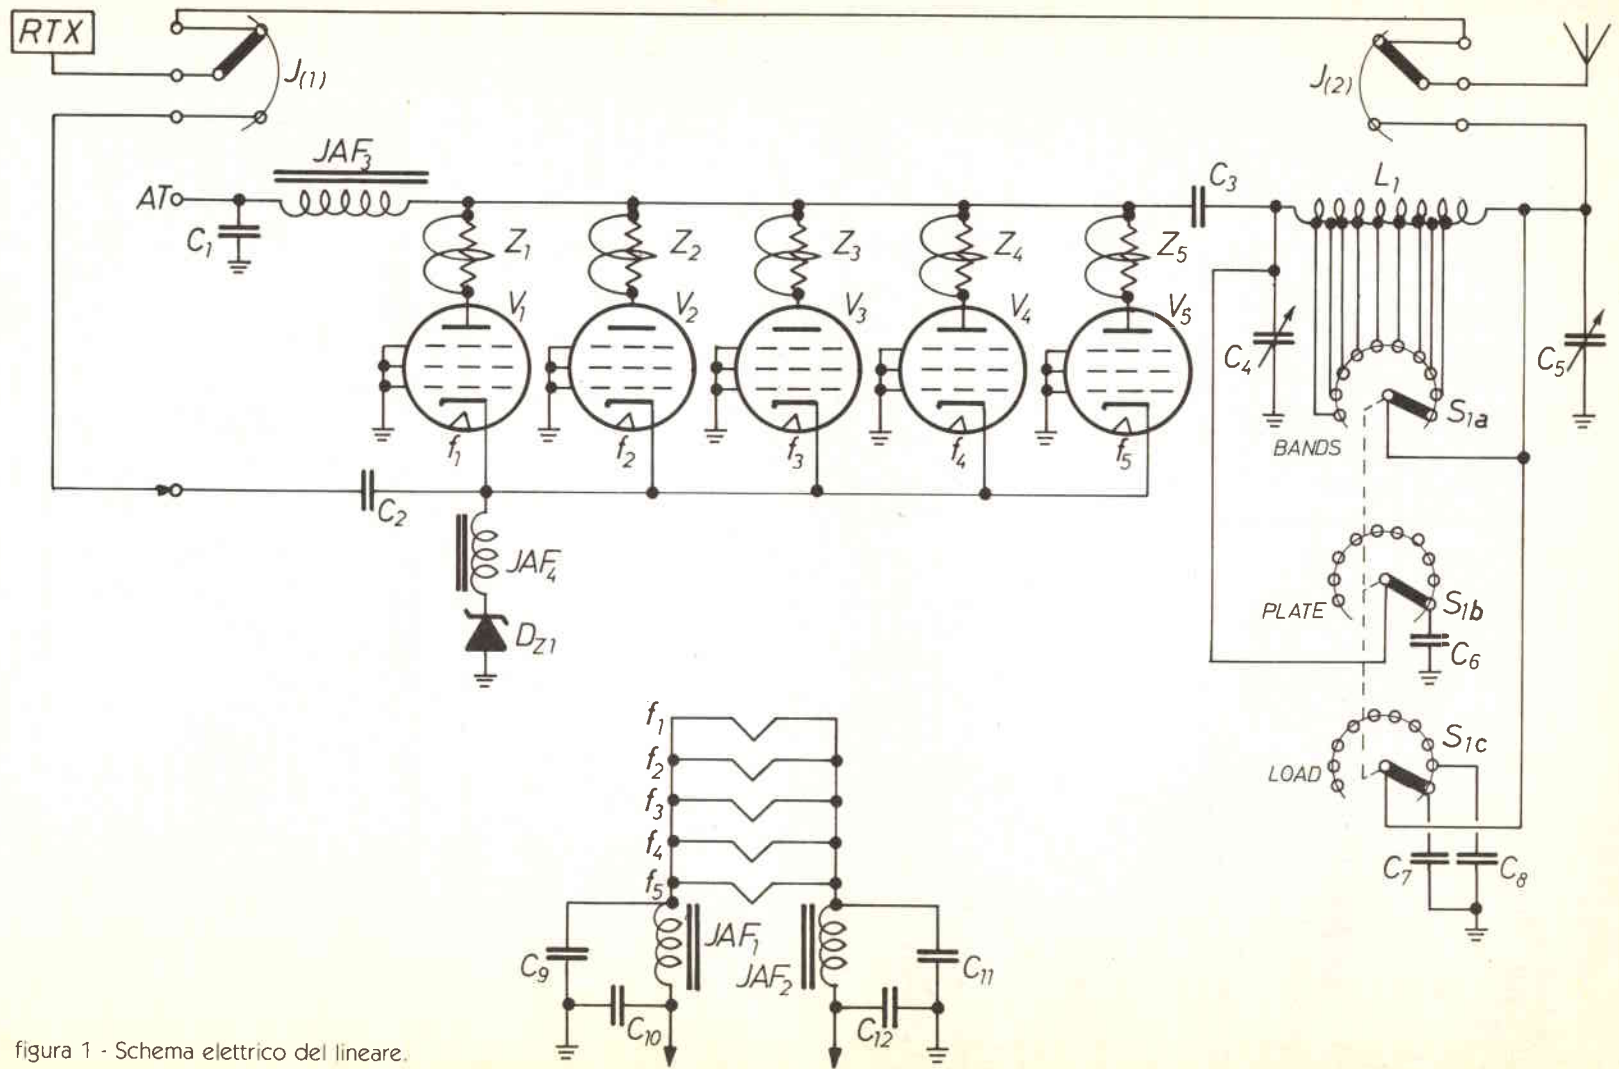 RTX
J(1)
J(2)
JAF3
AT
C1
C3
L1
Z1
Z2
Z3
Z4
Z5
V1
V2
V3
V4
V5
C4
C5
f1
f2
f3
f4
f5
S1a
BANDS
C2
JAF4
DZ1
PLATE
S1b
C6
f1
f2
f3
f4
f5
S1c
LOAD
C7
C8
JAF1
JAF2
C9
C10
C11
C12
figura 1 - Schema elettrico del lineare.